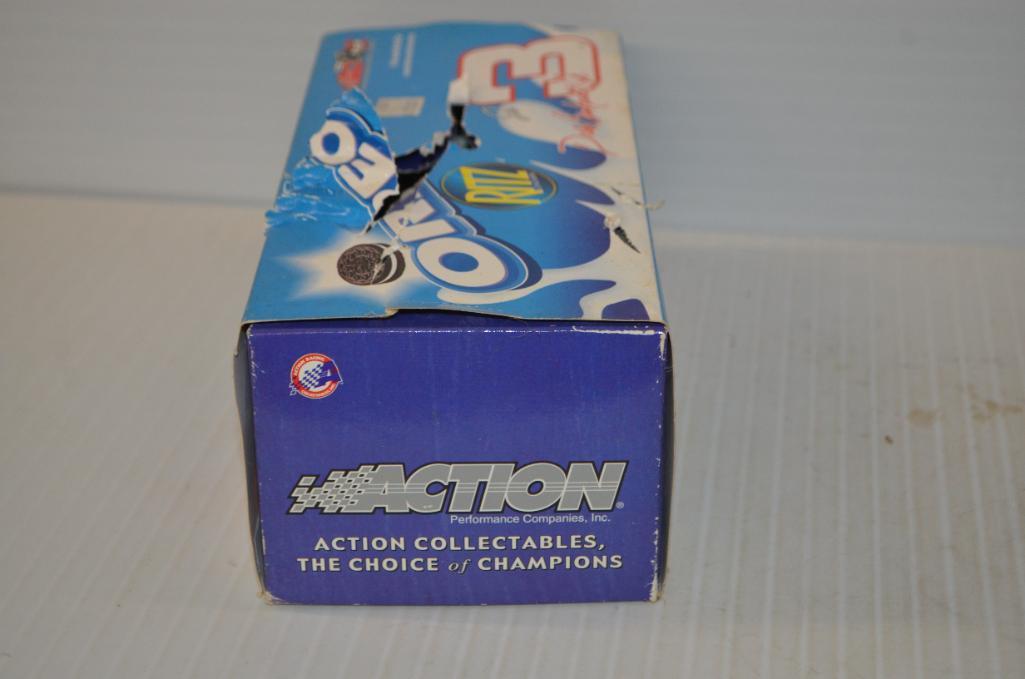 3
OREO
RITZ
ACTION®
Performance Companies, Inc.
ACTION COLLECTABLES,
THE CHOICE of CHAMPIONS